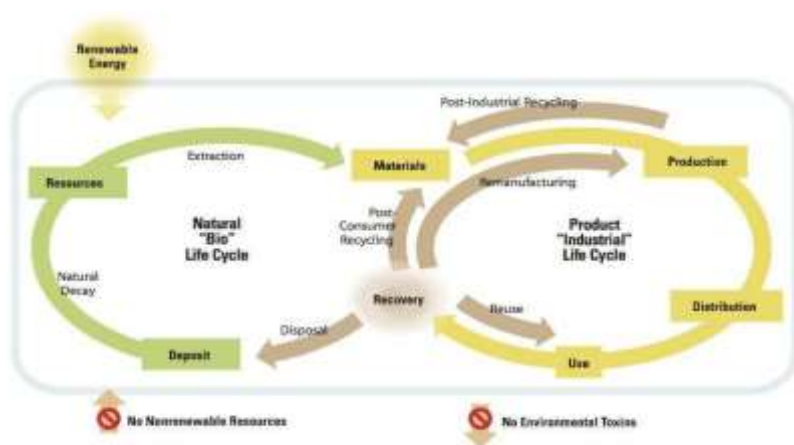 Renewable
Energy
Post-Industrial Recycling
Extraction
Materials
Production
Resources
Remanufacturing
Natural
"Bio"
Life Cycle
Post-
Consumer
Recycling
Product
"Industrial"
Life Cycle
Natural
Decay
Recovery
Distribution
Reuse
Disposal
Deposit
Use
No Nonrenewable Resources
No Environmental Toxins